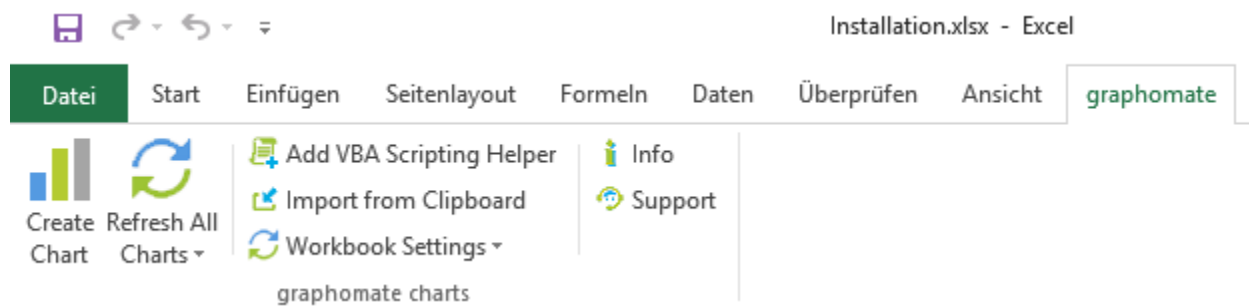 Installation.xlsx - Excel
Datei Start Einfügen Seitenlayout Formeln Daten Überprüfen Ansicht graphomate
Create Chart
Refresh All Charts
Add VBA Scripting Helper
Import from Clipboard
Workbook Settings
Info
Support
graphomate charts